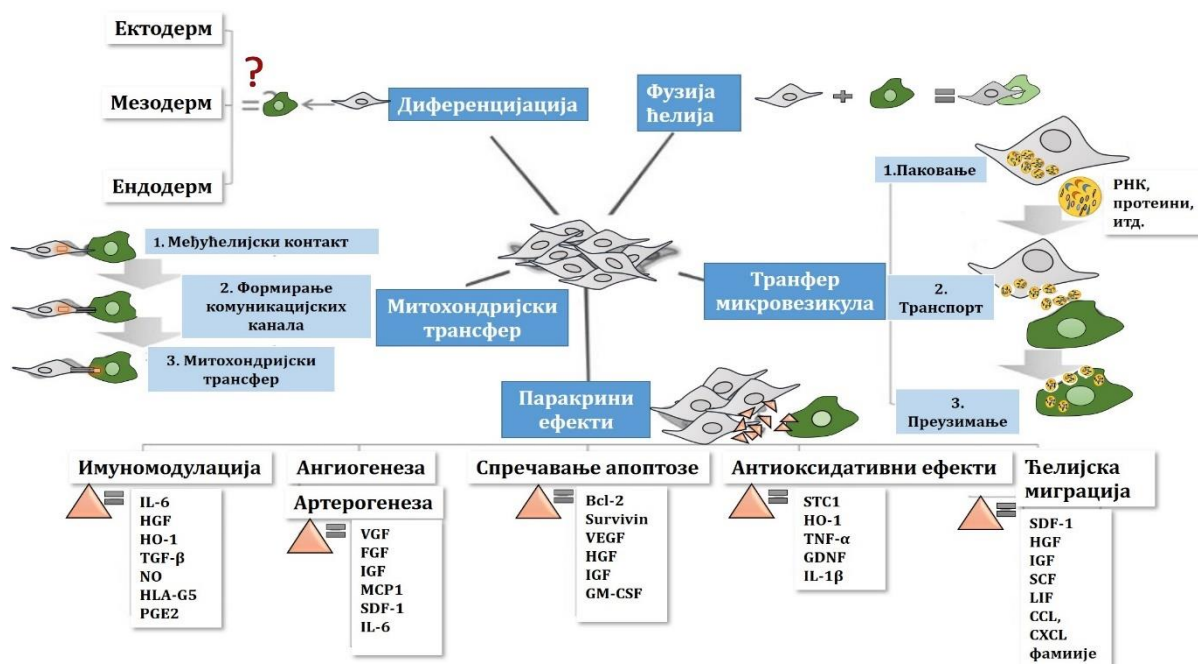 Ектодерм
Мезодерм
Ендодерм
?
Диференцијација
Фузија
ћелија
1.Паковање
РНК,
протеини,
итд.
2.
Транспорт
3.
Преузимање
Транфер
микровезикула
1. Међућелијски контакт
2. Формирање
комуникацијских
канала
3. Митохондријски
трансфер
Митохондријски
трансфер
Паракрини
ефекти
Имуномодулација
IL-6
HGF
HO-1
TGF-β
NO
HLA-G5
PGE2
Ангиогенеза
Артерогенеза
VGF
FGF
IGF
MCP1
SDF-1
IL-6
Спречавање апоптозе
Bcl-2
Survivin
VEGF
HGF
IGF
GM-CSF
Антиоксидативни ефекти
STC1
HO-1
TNF-α
GDNF
IL-1β
Ћелијска
миграција
SDF-1
HGF
IGF
SCF
LIF
CCL,
CXCL
фамиије